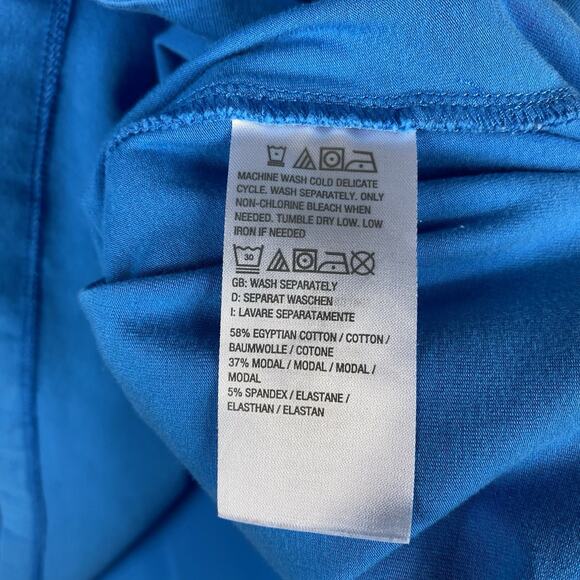 MACHINE WASH COLD DELICATE
CYCLE. WASH SEPARATELY. ONLY
NON-CHLORINE BLEACH WHEN
NEEDED. TUMBLE DRY LOW. LOW
IRON IF NEEDED
30
GB: WASH SEPARATELY
D: SEPARAT WASCHEN
I: LAVARE SEPARATAMENTE
58% EGYPTIAN COTTON / COTTON /
BAUMWOLLE / COTONE
37% MODAL / MODAL / MODAL /
MODAL
5% SPANDEX / ELASTANE /
ELASTHAN / ELASTAN